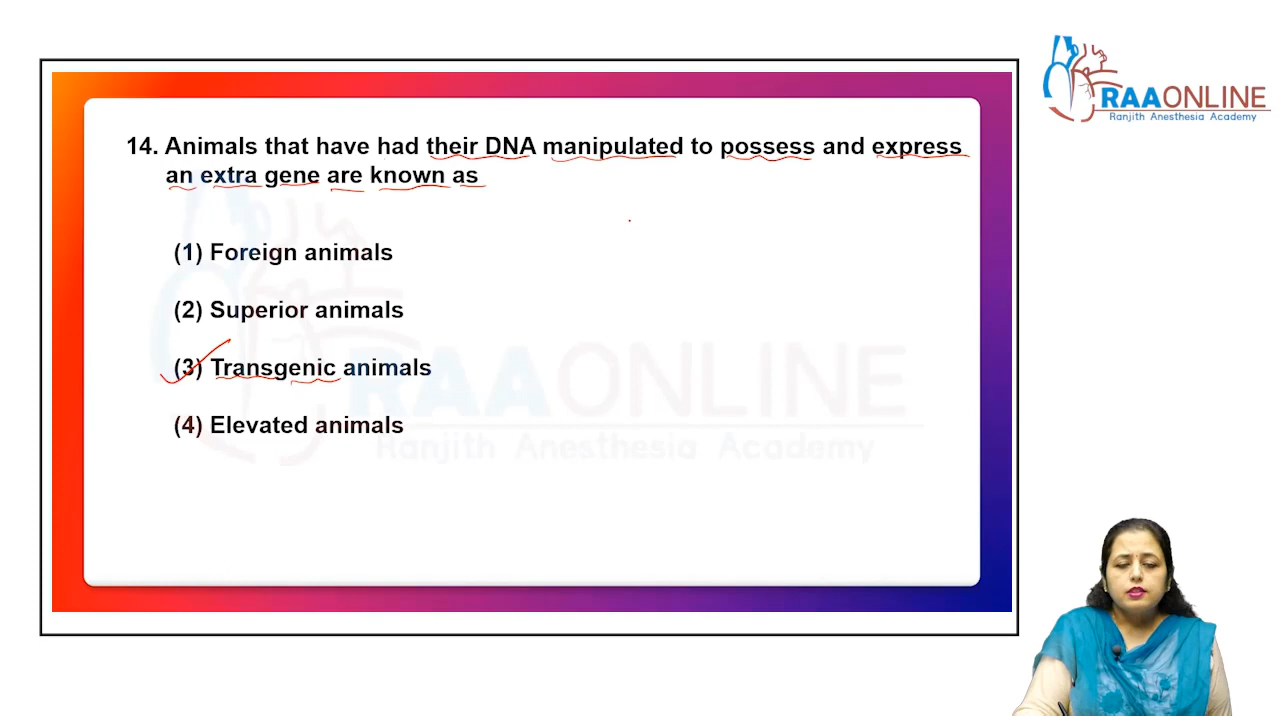 RAAONLINE
Ranjith Anesthesia Academy
14. Animals that have had their DNA manipulated to possess and express
an extra gene are known as
(1) Foreign animals
(2) Superior animals
(3) Transgenic animals
(4) Elevated animals
RAAONLINE
Ranjith Anesthesia Academy